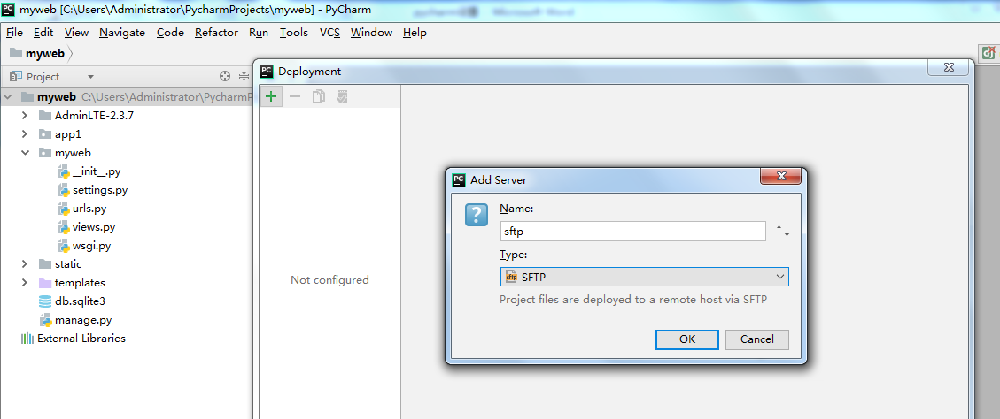 myweb [C:\Users\Administrator\PycharmProjects\myweb] - PyCharm
Microsoft Word
File Edit View Navigate Code Refactor Run Tools VCS Window Help
myweb
Project
Deployment
myweb C:\Users\Administrator\PycharmP
AdminLTE-2.3.7
app1
myweb
__init__.py
settings.py
urls.py
views.py
wsgi.py
static
templates
db.sqlite3
manage.py
External Libraries
Not configured
Add Server
Name:
sftp
Type:
SFTP
Project files are deployed to a remote host via SFTP
OK Cancel